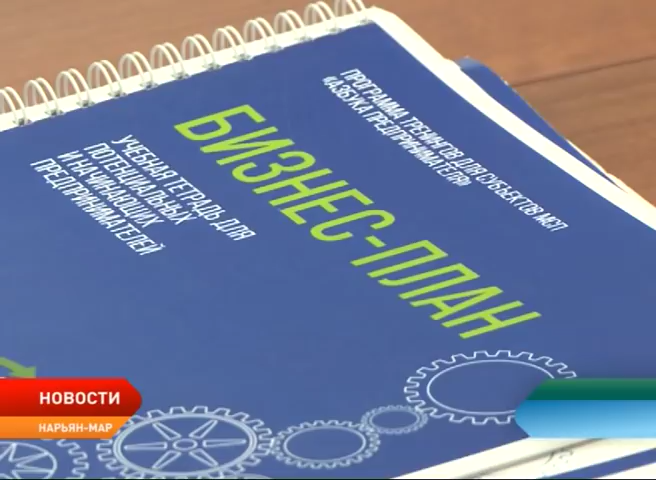 ПРОГРАММА ТРЕНИНГОВ ДЛЯ СУБЪЕКТОВ МСП
«АЗБУКА ПРЕДПРИНИМАТЕЛЯ»
БИЗНЕС-ПЛАН
УЧЕБНАЯ ТЕТРАДЬ ДЛЯ
ПОТЕНЦИАЛЬНЫХ
И НАЧИНАЮЩИХ
ПРЕДПРИНИМАТЕЛЕЙ
НОВОСТИ
НАРЬЯН-МАР